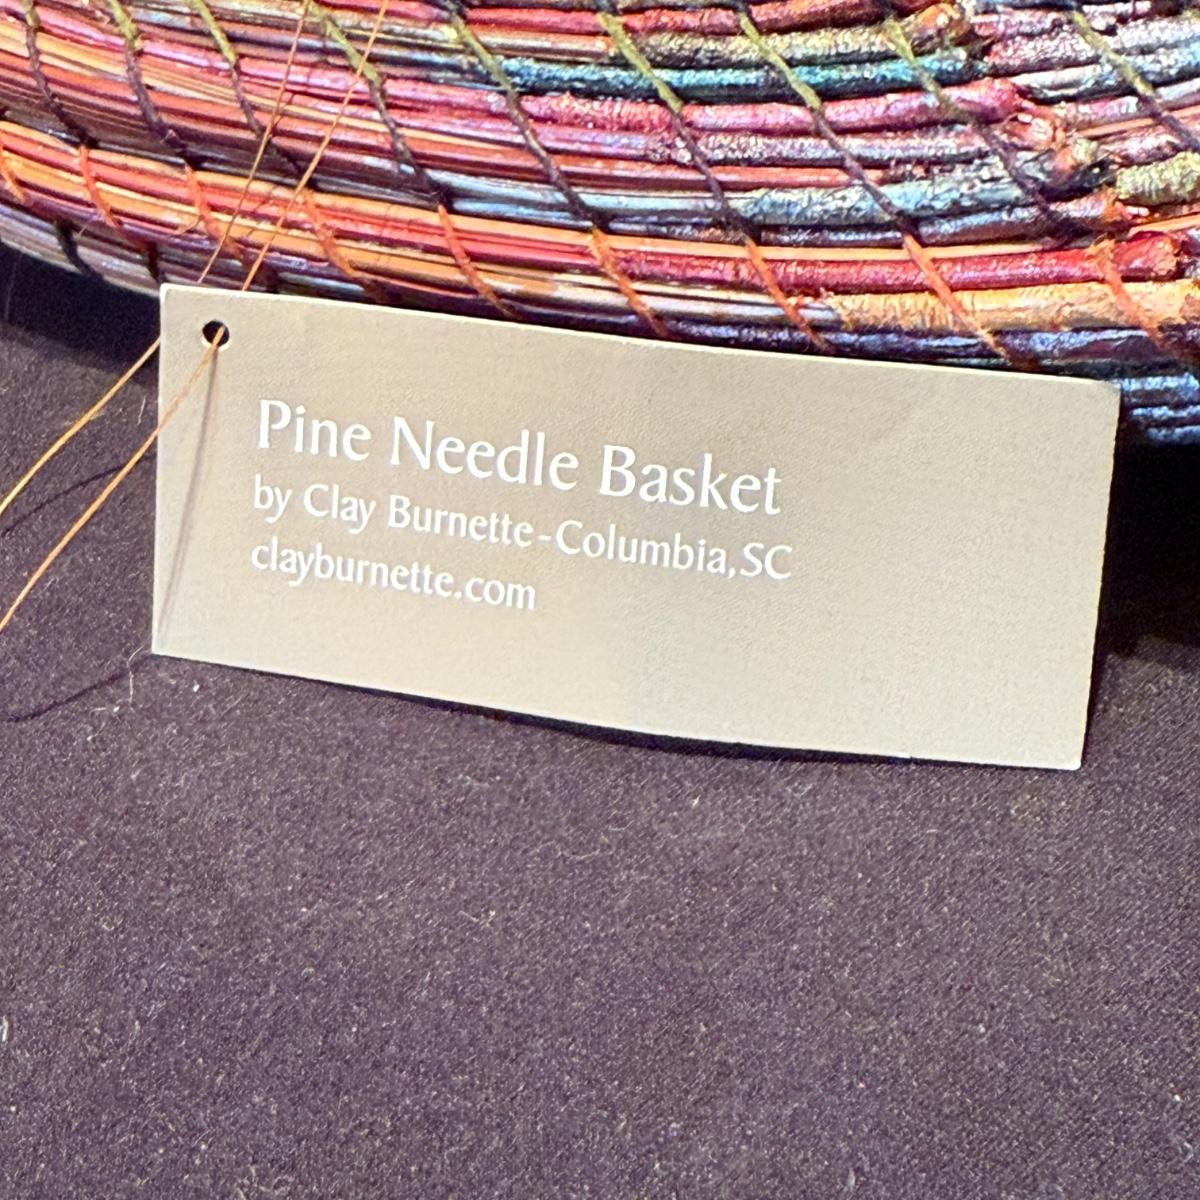 Pine Needle Basket
by Clay Burnette-Columbia,SC
clayburnette.com